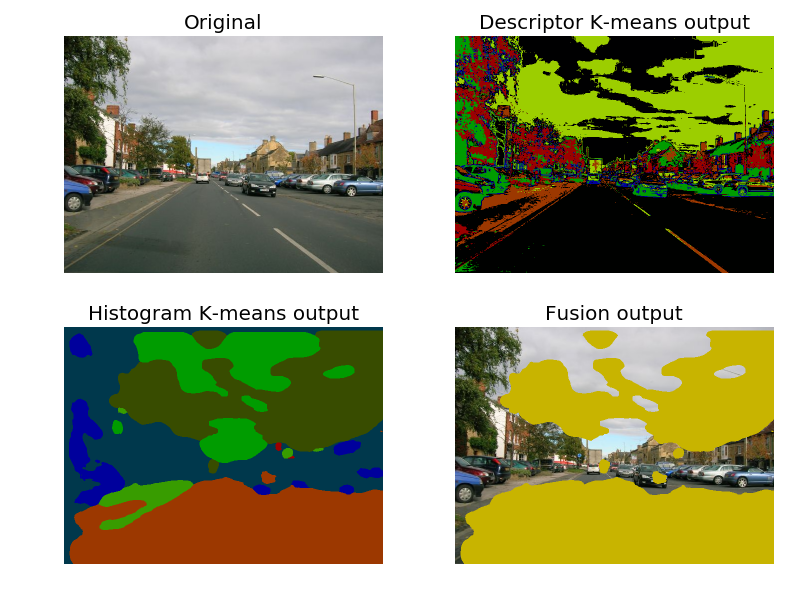 Original
Descriptor K-means output
Histogram K-means output
Fusion output